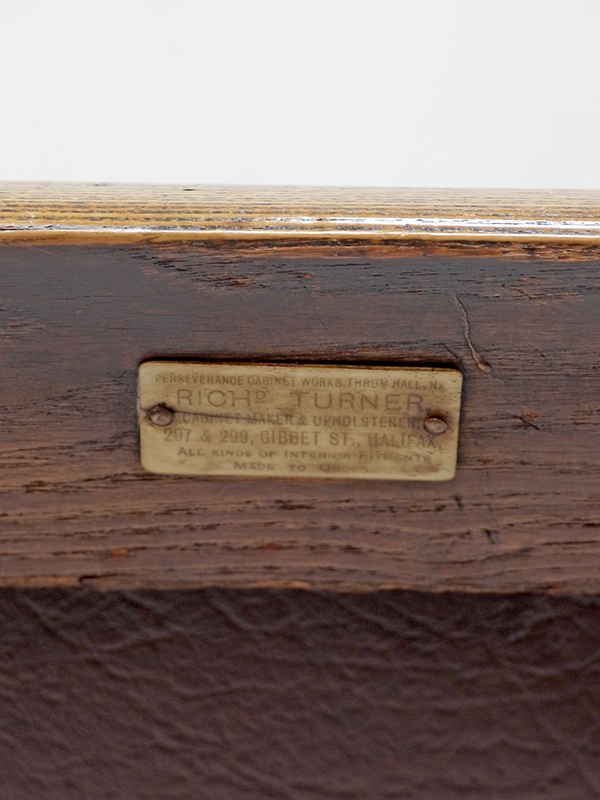 PERSEVERANCE CABINET WORKS, THRUM HALL, HX
RICHD TURNER,
CABINET MAKER & UPHOLSTERER,
297 & 299, GIBBET ST., HALIFAX.
ALL KINDS OF INTERIOR FITMENTS
MADE TO ORDER